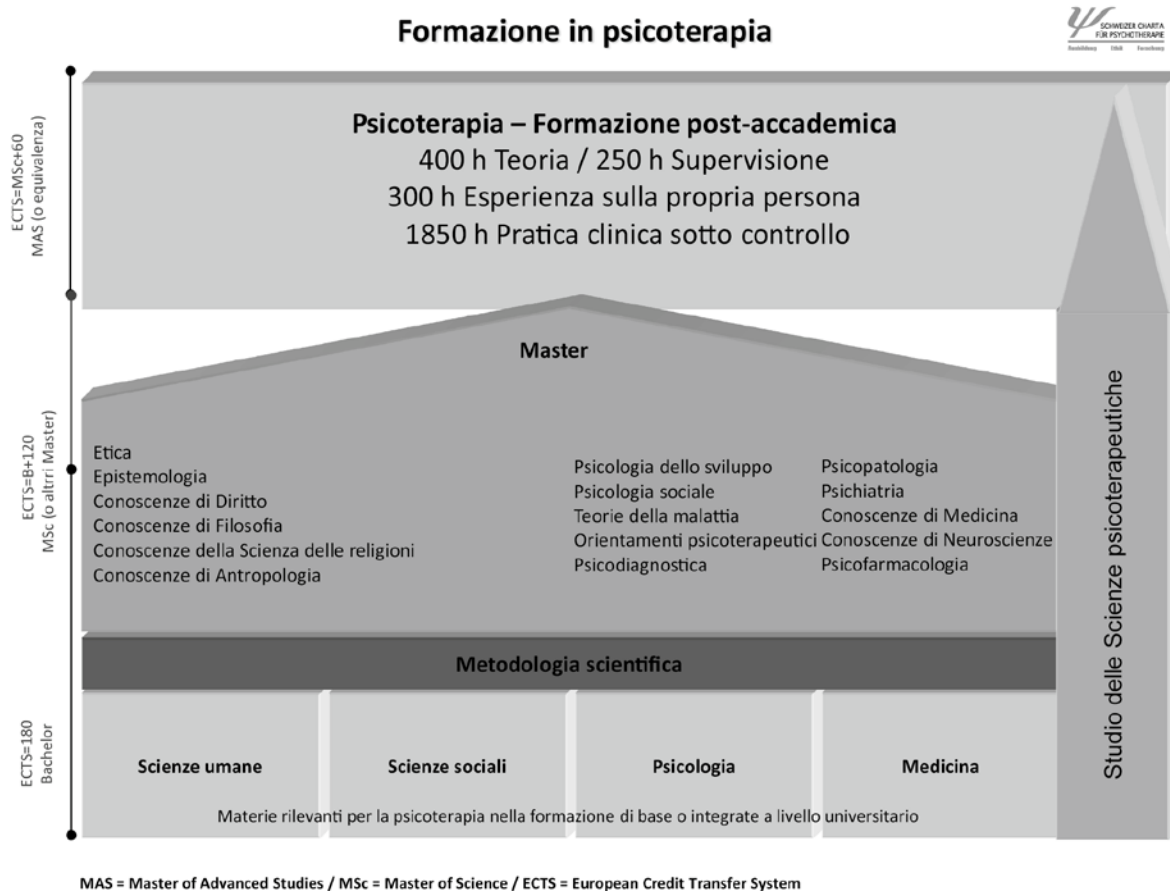 Formazione in psicoterapia
SCHWEIZER CHARTA
FÜR PSYCHOTHERAPIE
Ausbildung Ethik Forschung
ECTS=MSc+60
MAS (o equivalenza)
Psicoterapia – Formazione post-accademica
400 h Teoria / 250 h Supervisione
300 h Esperienza sulla propria persona
1850 h Pratica clinica sotto controllo
ECTS=B+120
MSc (o altrri Master)
Master
Etica
Epistemologia
Conoscenze di Diritto
Conoscenze di Filosofia
Conoscenze della Scienza delle religioni
Conoscenze di Antropologia
Psicologia dello sviluppo
Psicologia sociale
Teorie della malattia
Orientamenti psicoterapeutici
Psicodiagnostica
Psicopatologia
Psichiatria
Conoscenze di Medicina
Conoscenze di Neuroscienze
Psicofarmacologia
Studio delle Scienze psicoterapeutiche
Metodologia scientifica
ECTS=180
Bachelor
Scienze umane
Scienze sociali
Psicologia
Medicina
Materie rilevanti per la psicoterapia nella formazione di base o integrate a livello universitario
MAS = Master of Advanced Studies / MSc = Master of Science / ECTS = European Credit Transfer System